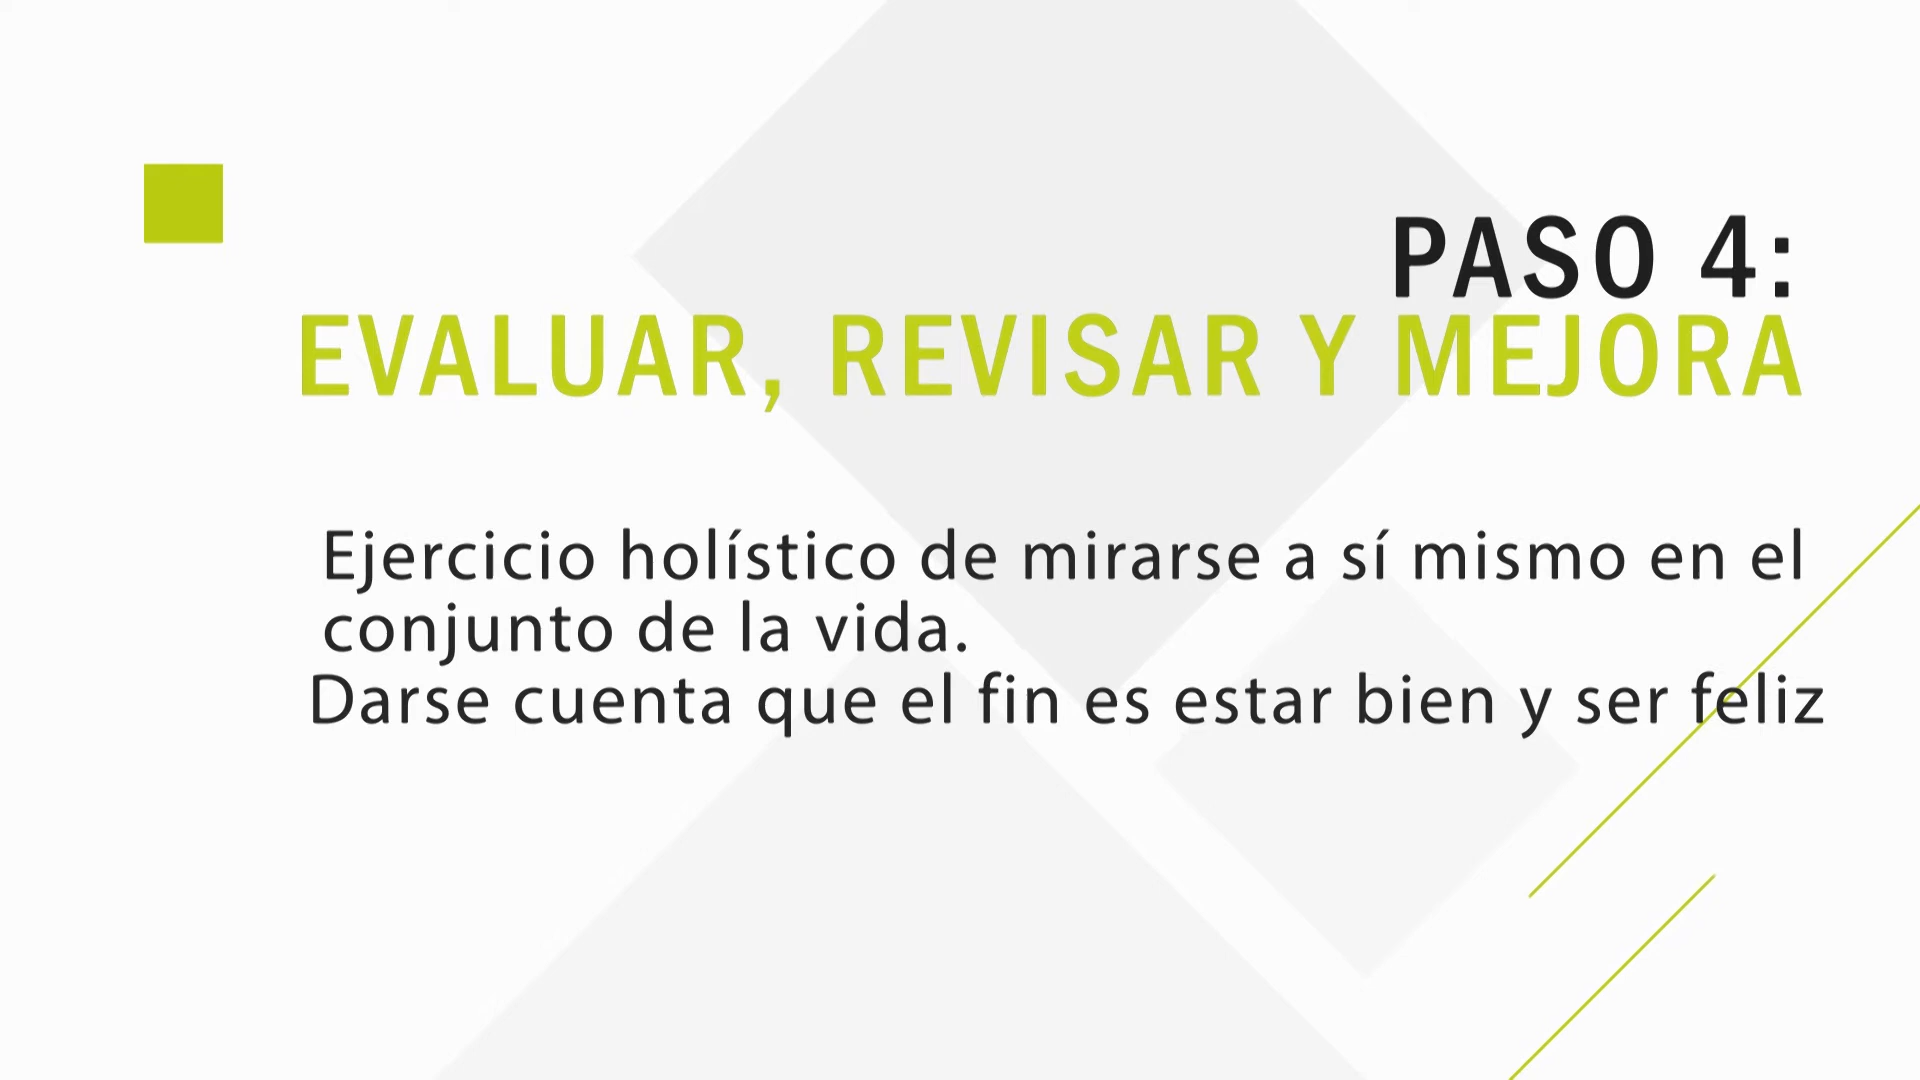 PASO 4:
EVALUAR, REVISAR Y MEJORA
Ejercicio holístico de mirarse a sí mismo en el
conjunto de la vida.
Darse cuenta que el fin es estar bien y ser feliz